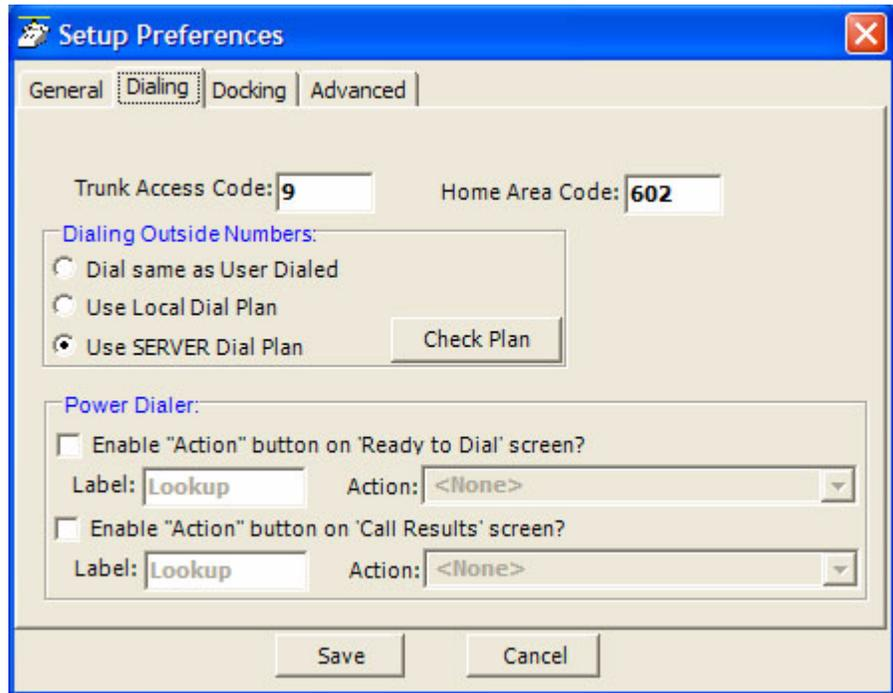 Setup Preferences
General Dialing Docking Advanced
Trunk Access Code: 9 Home Area Code: 602
Dialing Outside Numbers:
Dial same as User Dialed
Use Local Dial Plan
Use SERVER Dial Plan Check Plan
Power Dialer:
Enable "Action" button on 'Ready to Dial' screen?
Label: Lookup Action: <None>
Enable "Action" button on 'Call Results' screen?
Label: Lookup Action: <None>
Save Cancel